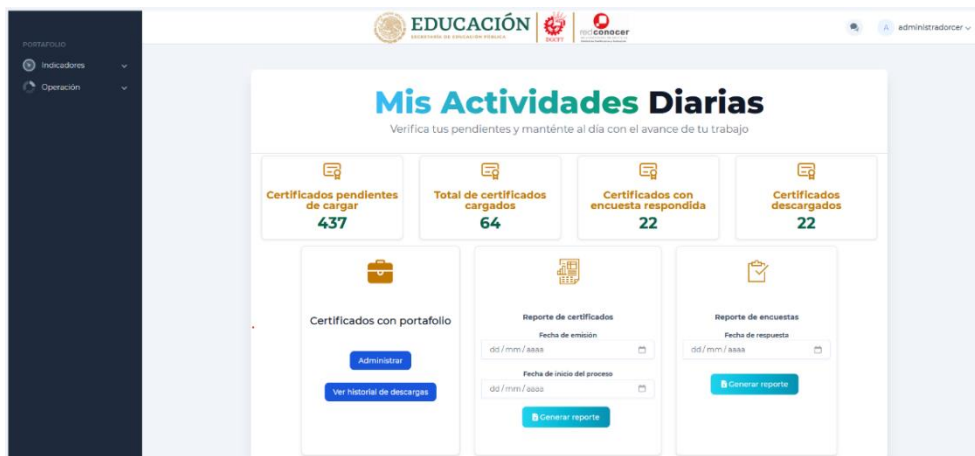 EDUCACIÓN
SECRETARÍA DE EDUCACIÓN PÚBLICA
DGCFT
redconocer
A administradorcer
PORTAFOLIO
Indicadores
Operación
Mis Actividades Diarias
Verifica tus pendientes y manténte al día con el avance de tu trabajo
Certificados pendientes
de cargar
437
Total de certificados
cargados
64
Certificados con
encuesta respondida
22
Certificados
descargados
22
Certificados con portafolio
Administrar
Ver historial de descargas
Reporte de certificados
Fecha de emisión
dd/mm/aaaa
Fecha de inicio del proceso
dd/mm/aaaa
Generar reporte
Reporte de encuestas
Fecha de respuesta
dd/mm/aaaa
Generar reporte